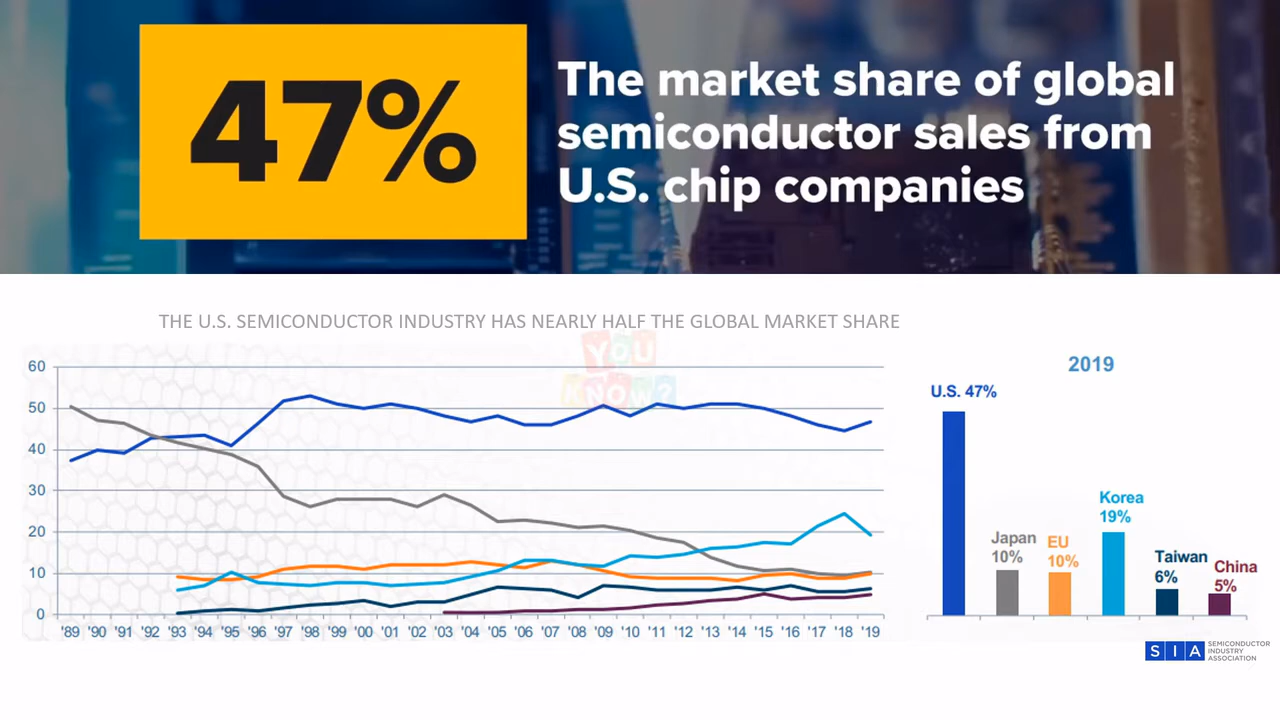 47%
The market share of global
semiconductor sales from
U.S. chip companies
THE U.S. SEMICONDUCTOR INDUSTRY HAS NEARLY HALF THE GLOBAL MARKET SHARE
YOU
KNOW?
60
50
40
30
20
10
0
'89 '90 '91 '92 '93 '94 '95 '96 '97 '98 '99 '00 '01 '02 '03 '04 '05 '06 '07 '08 '09 '10 '11 '12 '13 '14 '15 '16 '17 '18 '19
2019
U.S. 47%
Japan
10%
EU
10%
Korea
19%
Taiwan
6%
China
5%
SIA
SEMICONDUCTOR
INDUSTRY
ASSOCIATION